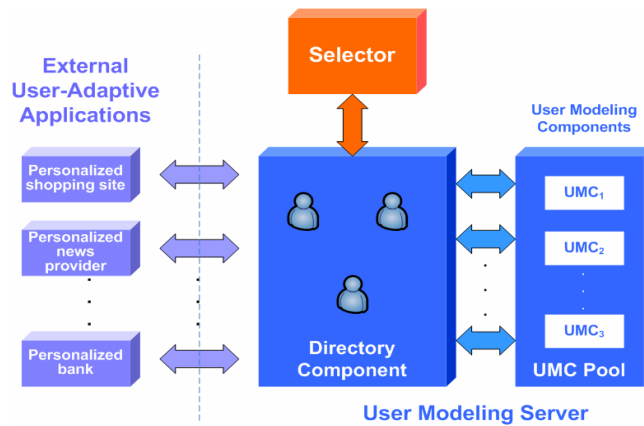 Selector
External
User-Adaptive
Applications
User Modeling
Components
Personalized
shopping site
Personalized
news
provider
Personalized
bank
UMC₁
UMC₂
UMC₃
Directory
Component
UMC Pool
User Modeling Server